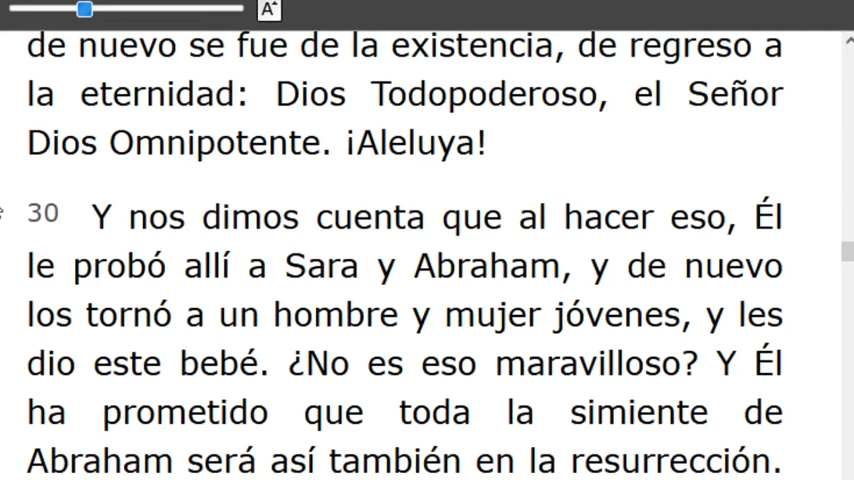 A
de nuevo se fue de la existencia, de regreso a
la eternidad: Dios Todopoderoso, el Señor
Dios Omnipotente. ¡Aleluya!
30 Y nos dimos cuenta que al hacer eso, Él
le probó allí a Sara y Abraham, y de nuevo
los tornó a un hombre y mujer jóvenes, y les
dio este bebé. ¿No es eso maravilloso? Y Él
ha prometido que toda la simiente de
Abraham será así también en la resurrección.